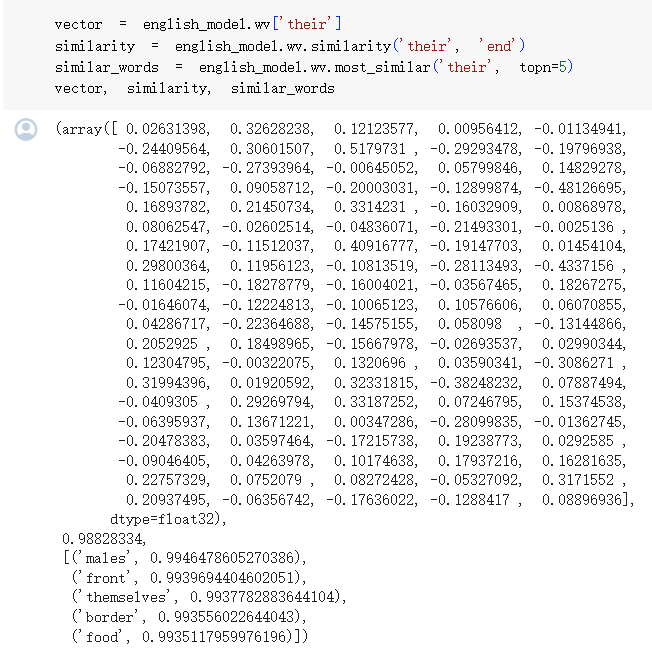 vector = english_model.wv['their']
similarity = english_model.wv.similarity('their', 'end')
similar_words = english_model.wv.most_similar('their', topn=5)
vector, similarity, similar_words
(array([ 0.02631398, 0.32628238, 0.12123577, 0.00956412, -0.01134941,
-0.24409564, 0.30601507, 0.5179731 , -0.29293478, -0.19796938,
-0.06882792, -0.27393964, -0.00645052, 0.05799846, 0.14829278,
-0.15073557, 0.09058712, -0.20003031, -0.12899874, -0.48126695,
0.16893782, 0.21450734, 0.3314231 , -0.16032909, 0.00868978,
0.08062547, -0.02602514, -0.04836071, -0.21493301, -0.0025136 ,
0.17421907, -0.11512037, 0.40916777, -0.19147703, 0.01454104,
0.29800364, 0.11956123, -0.10813519, -0.28113493, -0.4337156 ,
0.11604215, -0.18278779, -0.16004021, -0.03567465, 0.18267275,
-0.01646074, -0.12224813, -0.10065123, 0.10576606, 0.06070855,
0.04286717, -0.22364688, -0.14575155, 0.058098  , -0.13144866,
0.2052925 , 0.18498965, -0.15667978, -0.02693537, 0.02990344,
0.12304795, -0.00322075, 0.1320696 , 0.03590341, -0.3086271 ,
0.31994396, 0.01920592, 0.32331815, -0.38248232, 0.07887494,
-0.0409305 , 0.29269794, 0.33187252, 0.07246795, 0.15374538,
-0.06395937, 0.13671221, 0.00347286, -0.28099835, -0.01362745,
-0.20478383, 0.03597464, -0.17215738, 0.19238773, 0.0292585 ,
-0.09046405, 0.04263978, 0.10174638, 0.17937216, 0.16281635,
0.22757329, 0.0752079 , 0.08272428, -0.05327092, 0.3171552 ,
0.20937495, -0.06356742, -0.17636022, -0.1288417 , 0.08896936],
dtype=float32),
0.98828334,
[('males', 0.9946478605270386),
('front', 0.9939694404602051),
('themselves', 0.9937782883644104),
('border', 0.993556022644043),
('food', 0.9935117959976196)])